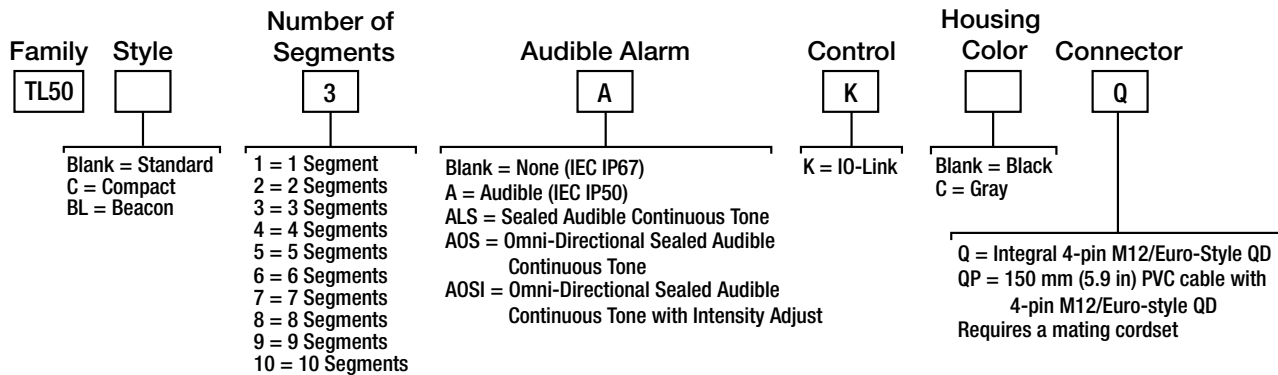 Family
Style
Number of
Segments
Audible Alarm
Control
Housing
Color
Connector
TL50
3
A
K
Q
Blank = Standard
C = Compact
BL = Beacon
1 = 1 Segment
2 = 2 Segments
3 = 3 Segments
4 = 4 Segments
5 = 5 Segments
6 = 6 Segments
7 = 7 Segments
8 = 8 Segments
9 = 9 Segments
10 = 10 Segments
Blank = None (IEC IP67)
A = Audible (IEC IP50)
ALS = Sealed Audible Continuous Tone
AOS = Omni-Directional Sealed Audible
Continuous Tone
AOSI = Omni-Directional Sealed Audible
Continuous Tone with Intensity Adjust
K = IO-Link
Blank = Black
C = Gray
Q = Integral 4-pin M12/Euro-Style QD
QP = 150 mm (5.9 in) PVC cable with
4-pin M12/Euro-style QD
Requires a mating cordset